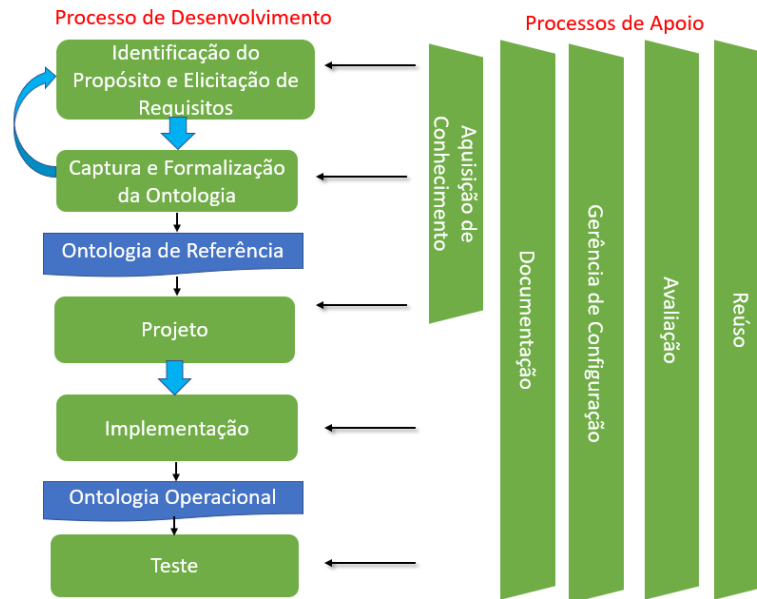 Processo de Desenvolvimento
Processos de Apoio
Identificação do
Propósito e Elicitação de
Requisitos
Captura e Formalização
da Ontologia
Ontologia de Referência
Projeto
Implementação
Ontologia Operacional
Teste
Aquisição de
Conhecimento
Documentação
Gerência de Configuração
Avaliação
Reúso